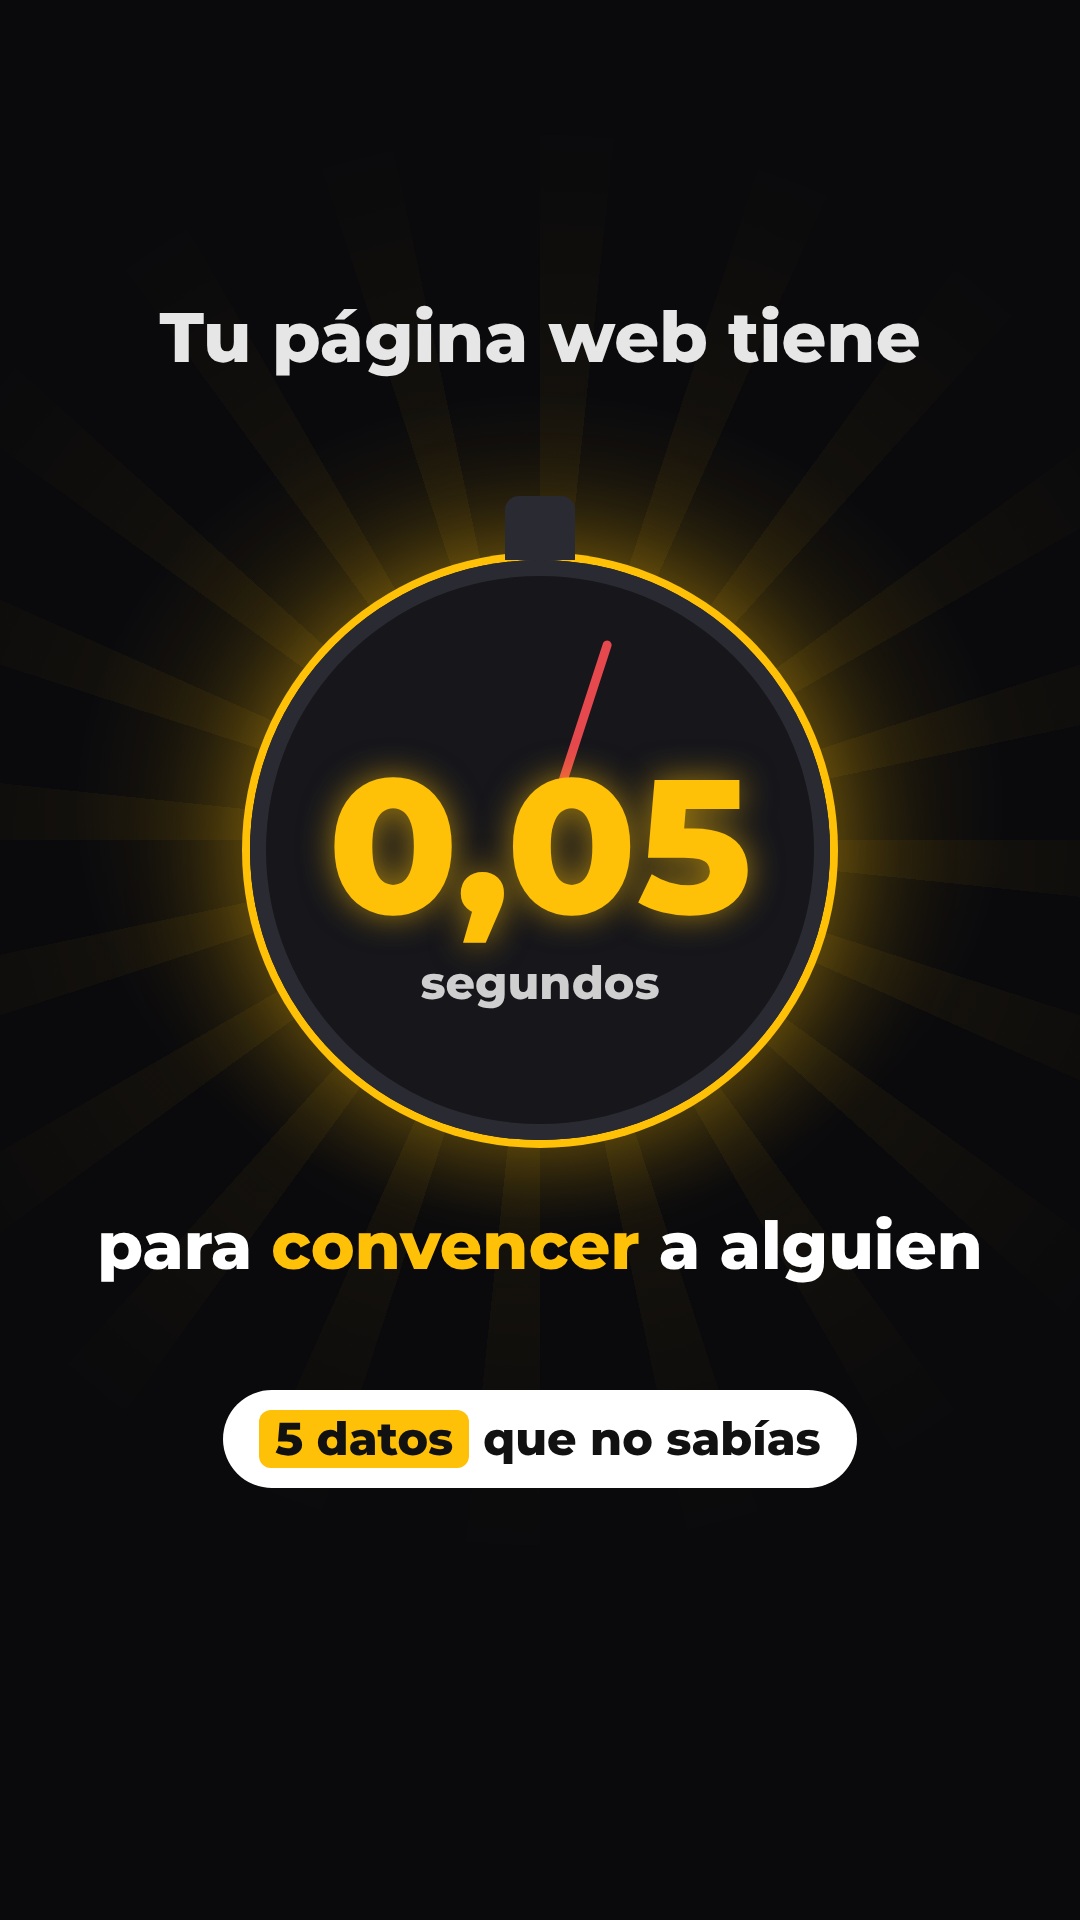 Tu página web tiene
0,05
segundos
para convencer a alguien
5 datos que no sabías